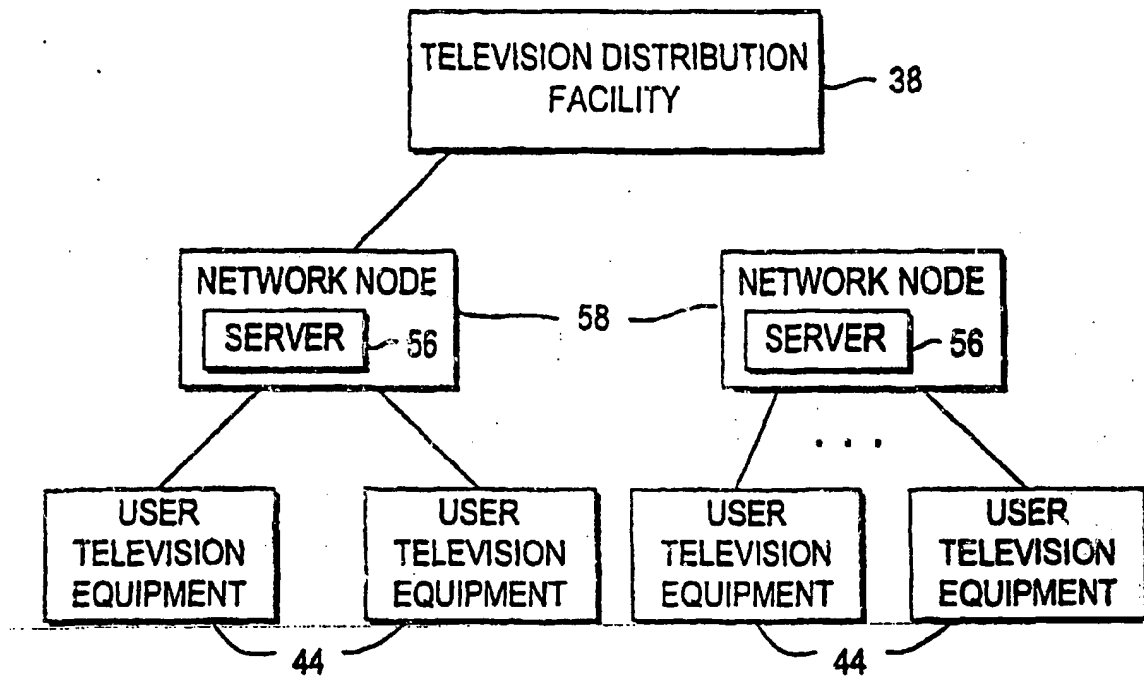 TELEVISION DISTRIBUTION
FACILITY
38
NETWORK NODE
SERVER
56
58
NETWORK NODE
SERVER
56
. . .
USER
TELEVISION
EQUIPMENT
USER
TELEVISION
EQUIPMENT
USER
TELEVISION
EQUIPMENT
USER
TELEVISION
EQUIPMENT
44
44